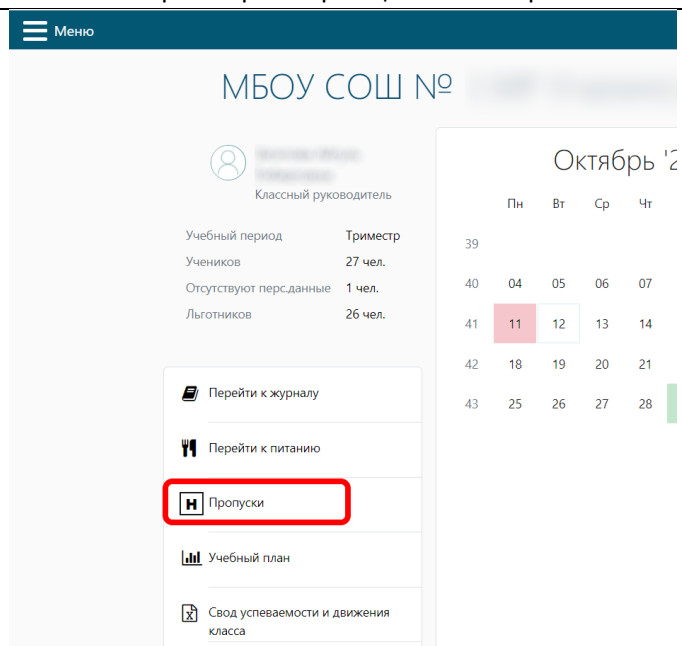 Меню
МБОУ СОШ №
Классный руководитель
Учебный период Триместр
Учеников 27 чел.
Отсутствуют перс.данные 1 чел.
Льготников 26 чел.
Перейти к журналу
Перейти к питанию
Н Пропуски
Учебный план
Свод успеваемости и движения
класса
Октябрь '2
Пн Вт Ср Чт
39
40 04 05 06 07
41 11 12 13 14
42 18 19 20 21
43 25 26 27 28